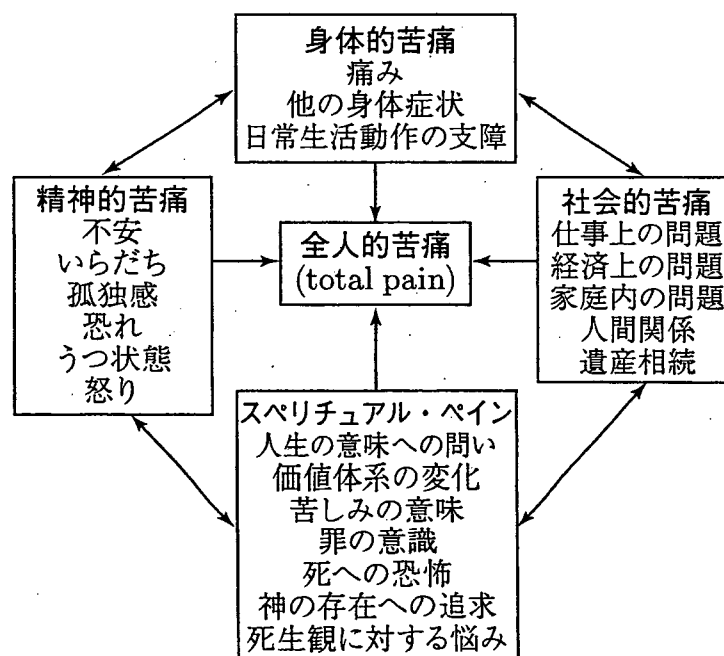 身体的苦痛
痛み
他の身体症状
日常生活動作の支障
精神的苦痛
不安
いらだち
孤独感
恐れ
うつ状態
怒り
全人的苦痛
(total pain)
社会的苦痛
仕事上の問題
経済上の問題
家庭内の問題
人間関係
遺産相続
スペリチュアル・ペイン
人生の意味への問い
価値体系の変化
苦しみの意味
罪の意識
死への恐怖
神の存在への追求
死生観に対する悩み